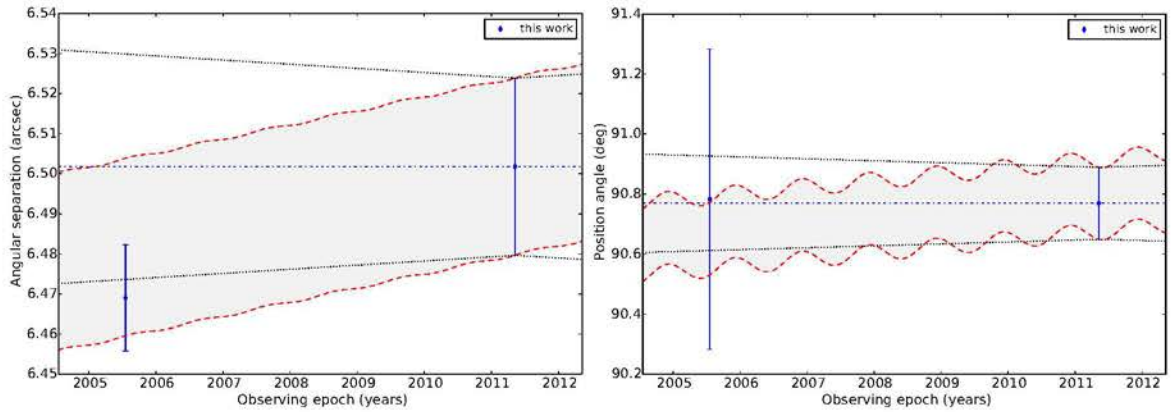 6.54
6.53
6.52
6.51
6.50
6.49
6.48
6.47
6.46
6.45
Angular separation (arcsec)
this work
2005 2006 2007 2008 2009 2010 2011 2012
Observing epoch (years)
91.4
91.2
91.0
90.8
90.6
90.4
90.2
Position angle (deg)
this work
2005 2006 2007 2008 2009 2010 2011 2012
Observing epoch (years)